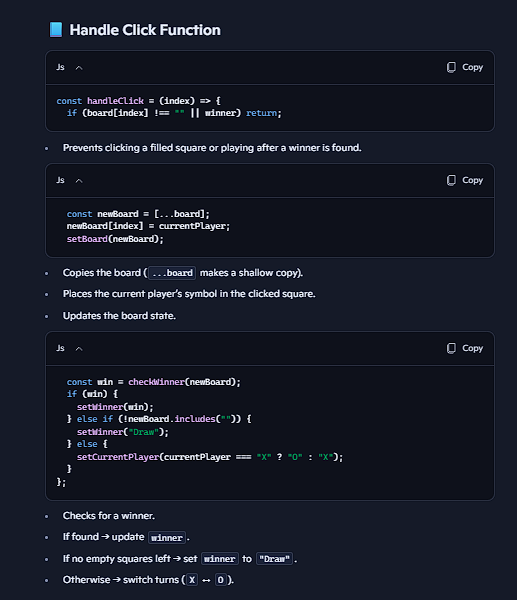 📘 Handle Click Function
Js
Copy
const handleClick = (index) => {
  if (board[index] !== "" || winner) return;
• Prevents clicking a filled square or playing after a winner is found.
Js
Copy
  const newBoard = [...board];
  newBoard[index] = currentPlayer;
  setBoard(newBoard);
• Copies the board (...board makes a shallow copy).
• Places the current player's symbol in the clicked square.
• Updates the board state.
Js
Copy
  const win = checkWinner(newBoard);
  if (win) {
    setWinner(win);
  } else if (!newBoard.includes("")) {
    setWinner("Draw");
  } else {
    setCurrentPlayer(currentPlayer === "X" ? "O" : "X");
  }
};
• Checks for a winner.
• If found → update winner.
• If no empty squares left → set winner to "Draw".
• Otherwise → switch turns (X ↔ O).